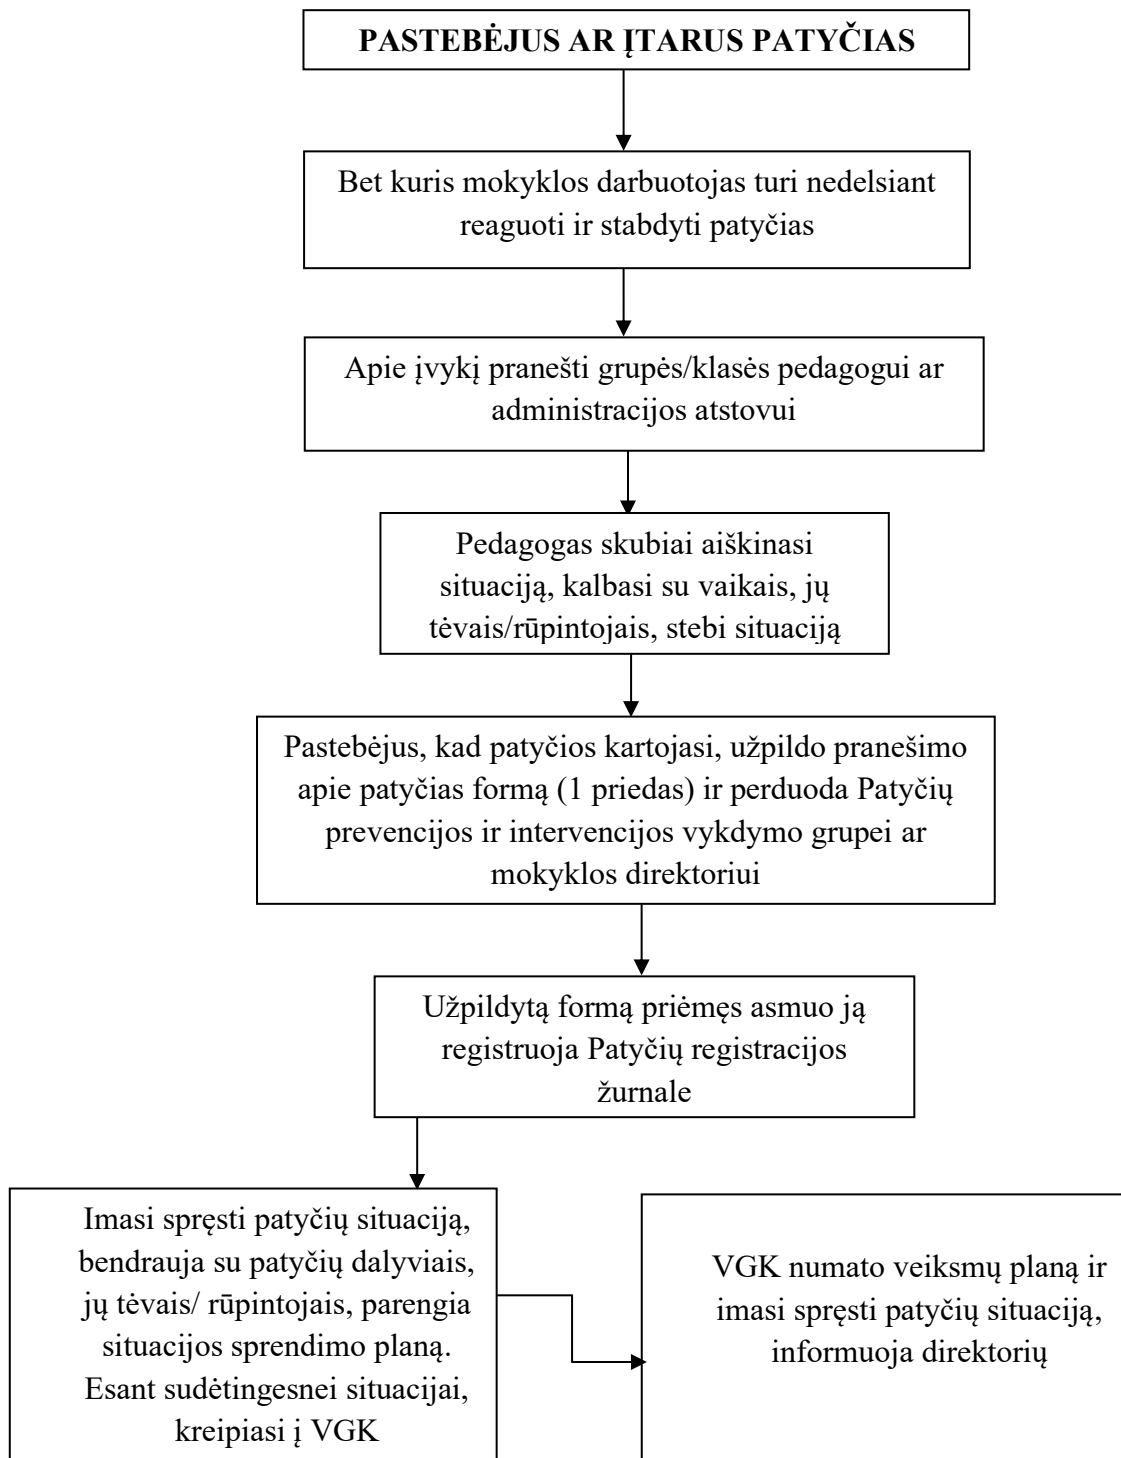 PASTEBĖJUS AR ĮTARUS PATYČIAS
Bet kuris mokyklos darbuotojas turi nedelsiant
reaguoti ir stabdyti patyčias
Apie įvykį pranešti grupės/klasės pedagogui ar
administracijos atstovui
Pedagogas skubiai aiškinasi
situaciją, kalbasi su vaikais, jų
tėvais/rūpintojais, stebi situaciją
Pastebėjus, kad patyčios kartojasi, užpildo pranešimo
apie patyčias formą (1 priedas) ir perduoda Patyčių
prevencijos ir intervencijos vykdymo grupei ar
mokyklos direktoriui
Užpildytą formą priėmęs asmuo ją
registruoja Patyčių registracijos
žurnale
Imasi spręsti patyčių situaciją,
bendrauja su patyčių dalyviais,
jų tėvais/ rūpintojais, parengia
situacijos sprendimo planą.
Esant sudėtingesnei situacijai,
kreipiasi į VGK
VGK numato veiksmų planą ir
imasi spręsti patyčių situaciją,
informuoja direktorių